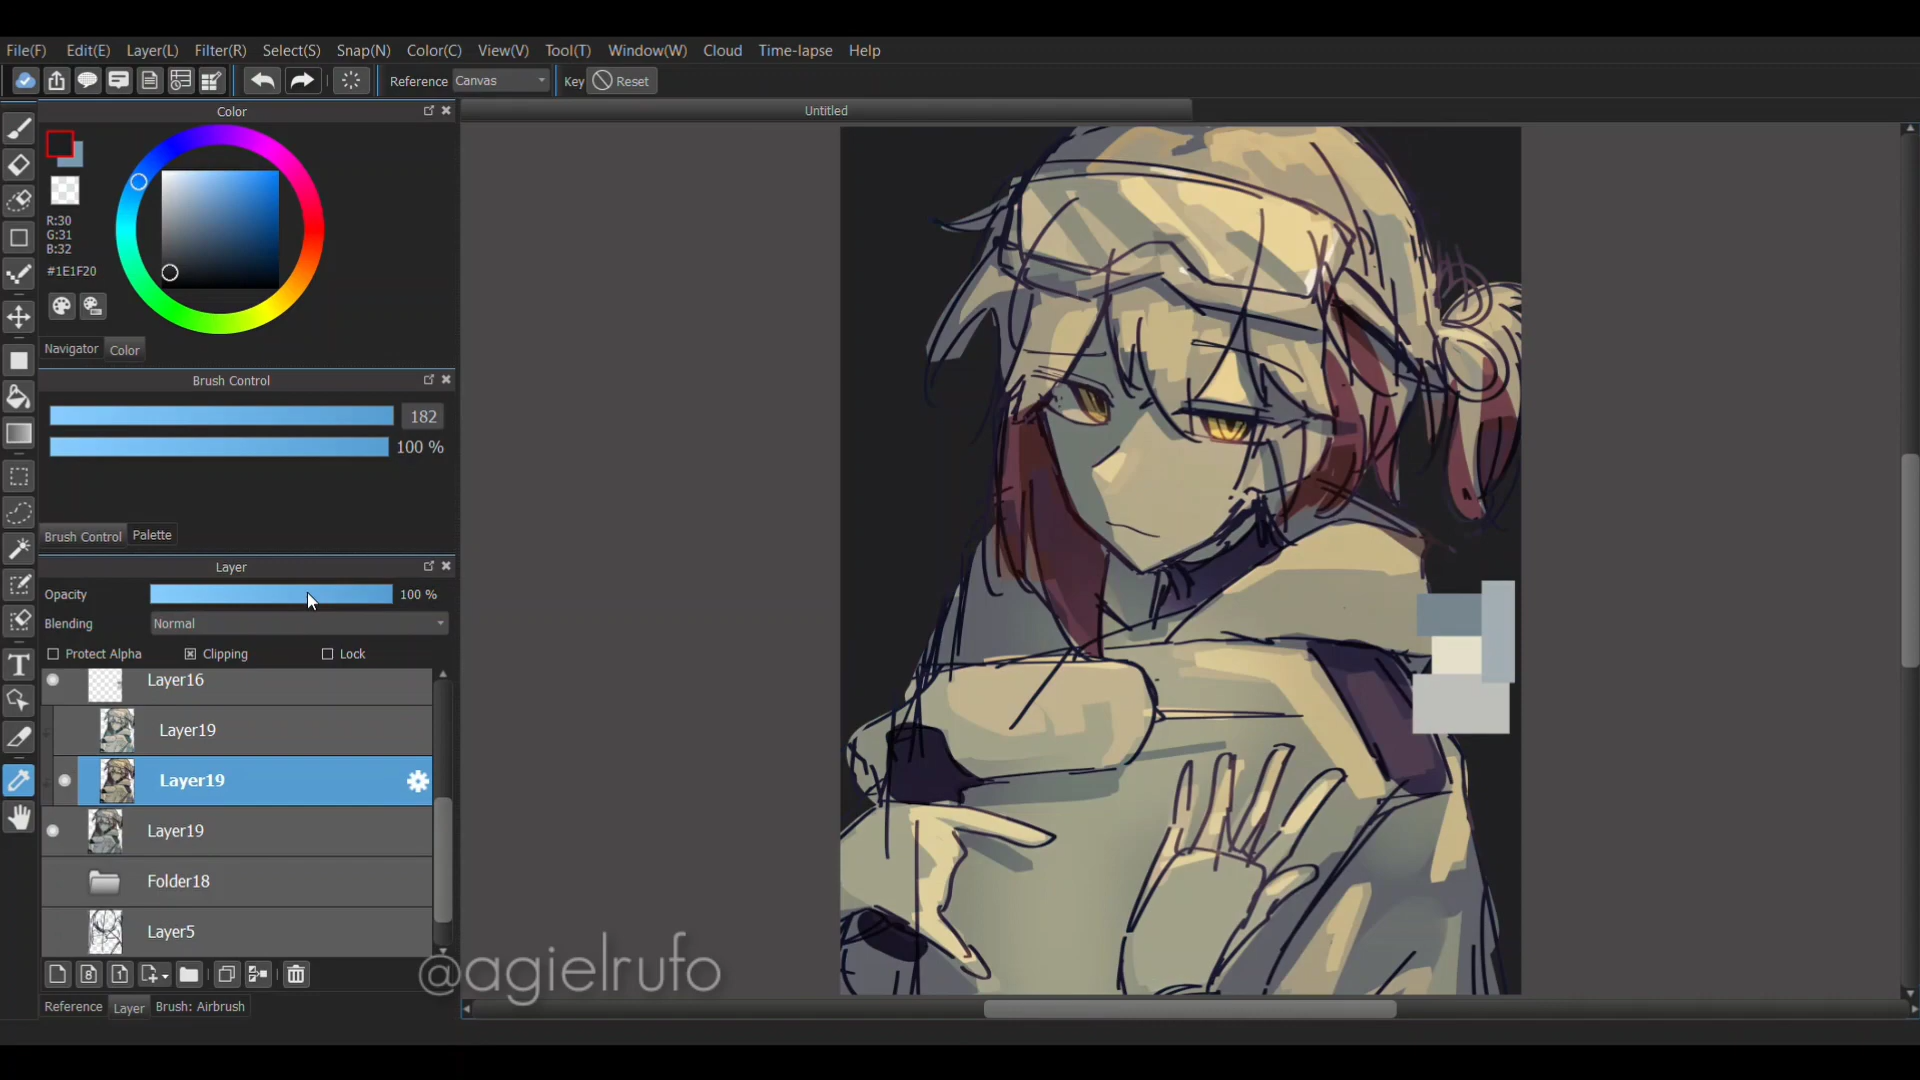 File(F) Edit(E) Layer(L) Filter(R) Select(S) Snap(N) Color(C) View(V) Tool(T) Window(W) Cloud Time-lapse Help
Reference Canvas Key Reset
Color
Untitled
R:30
G:31
B:32
#1E1F20
Navigator Color
Brush Control
182
100 %
Brush Control Palette
Layer
Opacity 100 %
Blending Normal
Protect Alpha Clipping Lock
Layer16
Layer19
Layer19
Layer19
Folder18
Layer5
8 1
@agielrufo
Reference Layer Brush: Airbrush